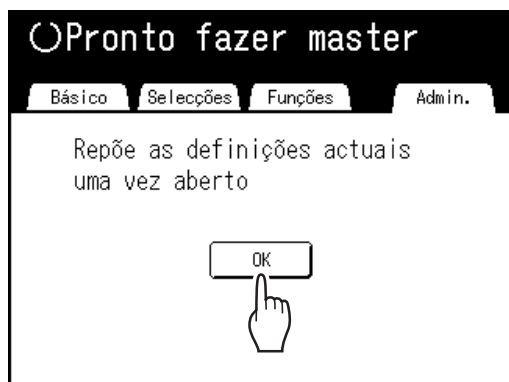 Pronto fazer master
Básico Selecções Funções Admin.
Repõe as definições actuais
uma vez aberto
OK